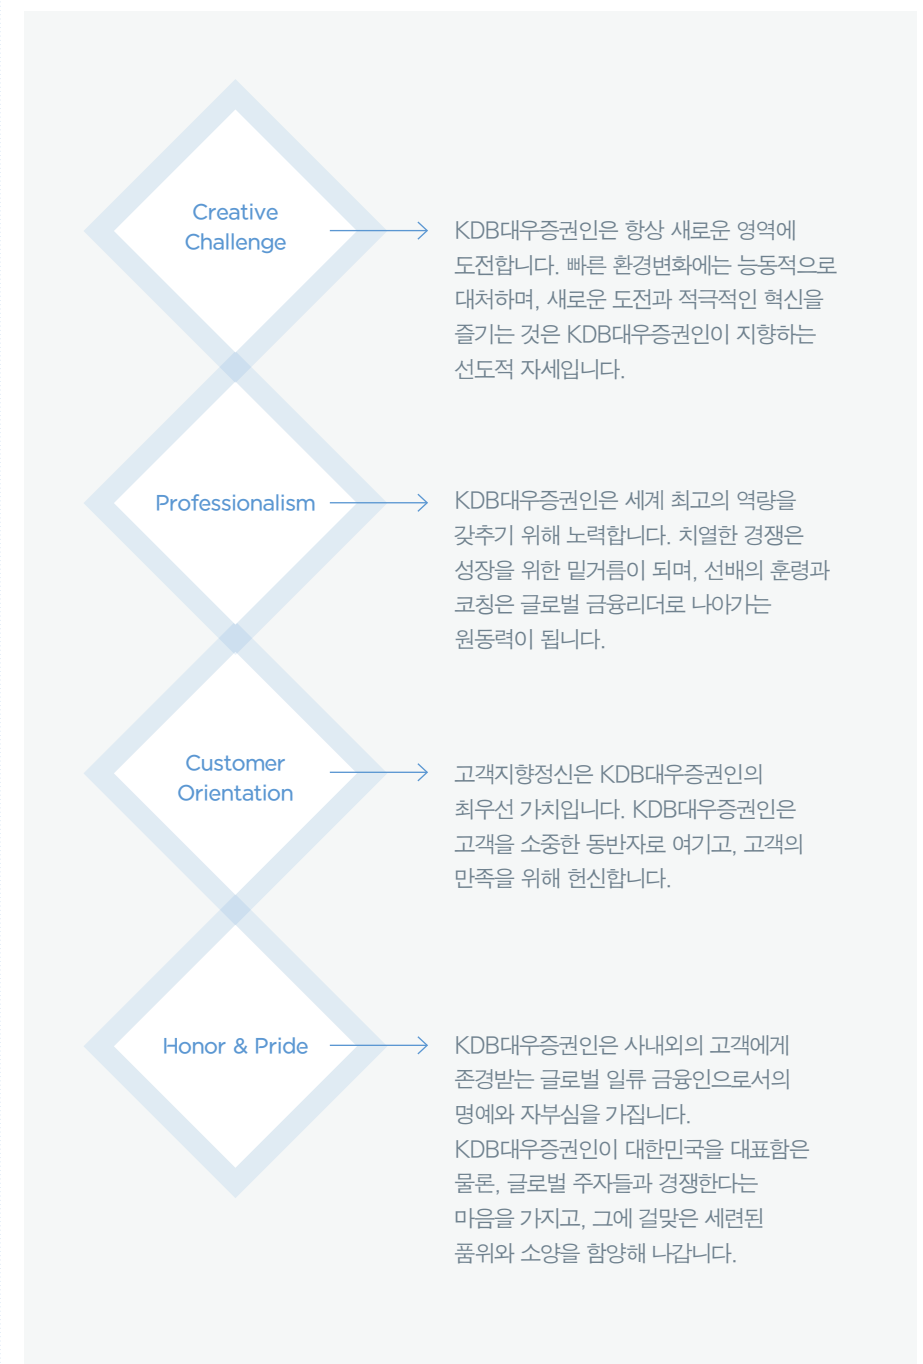 Creative
Challenge
KDB대우증권인은 항상 새로운 영역에
도전합니다. 빠른 환경변화에는 능동적으로
대처하며, 새로운 도전과 적극적인 혁신을
즐기는 것은 KDB대우증권인이 지향하는
선도적 자세입니다.
Professionalism
KDB대우증권인은 세계 최고의 역량을
갖추기 위해 노력합니다. 치열한 경쟁은
성장을 위한 밑거름이 되며, 선배의 훈령과
코칭은 글로벌 금융리더로 나아가는
원동력이 됩니다.
Customer
Orientation
고객지향정신은 KDB대우증권인의
최우선 가치입니다. KDB대우증권인은
고객을 소중한 동반자로 여기고, 고객의
만족을 위해 헌신합니다.
Honor & Pride
KDB대우증권인은 사내외의 고객에게
존경받는 글로벌 일류 금융인으로서의
명예와 자부심을 가집니다.
KDB대우증권인이 대한민국을 대표함은
물론, 글로벌 주자들과 경쟁한다는
마음을 가지고, 그에 걸맞은 세련된
품위와 소양을 함양해 나갑니다.